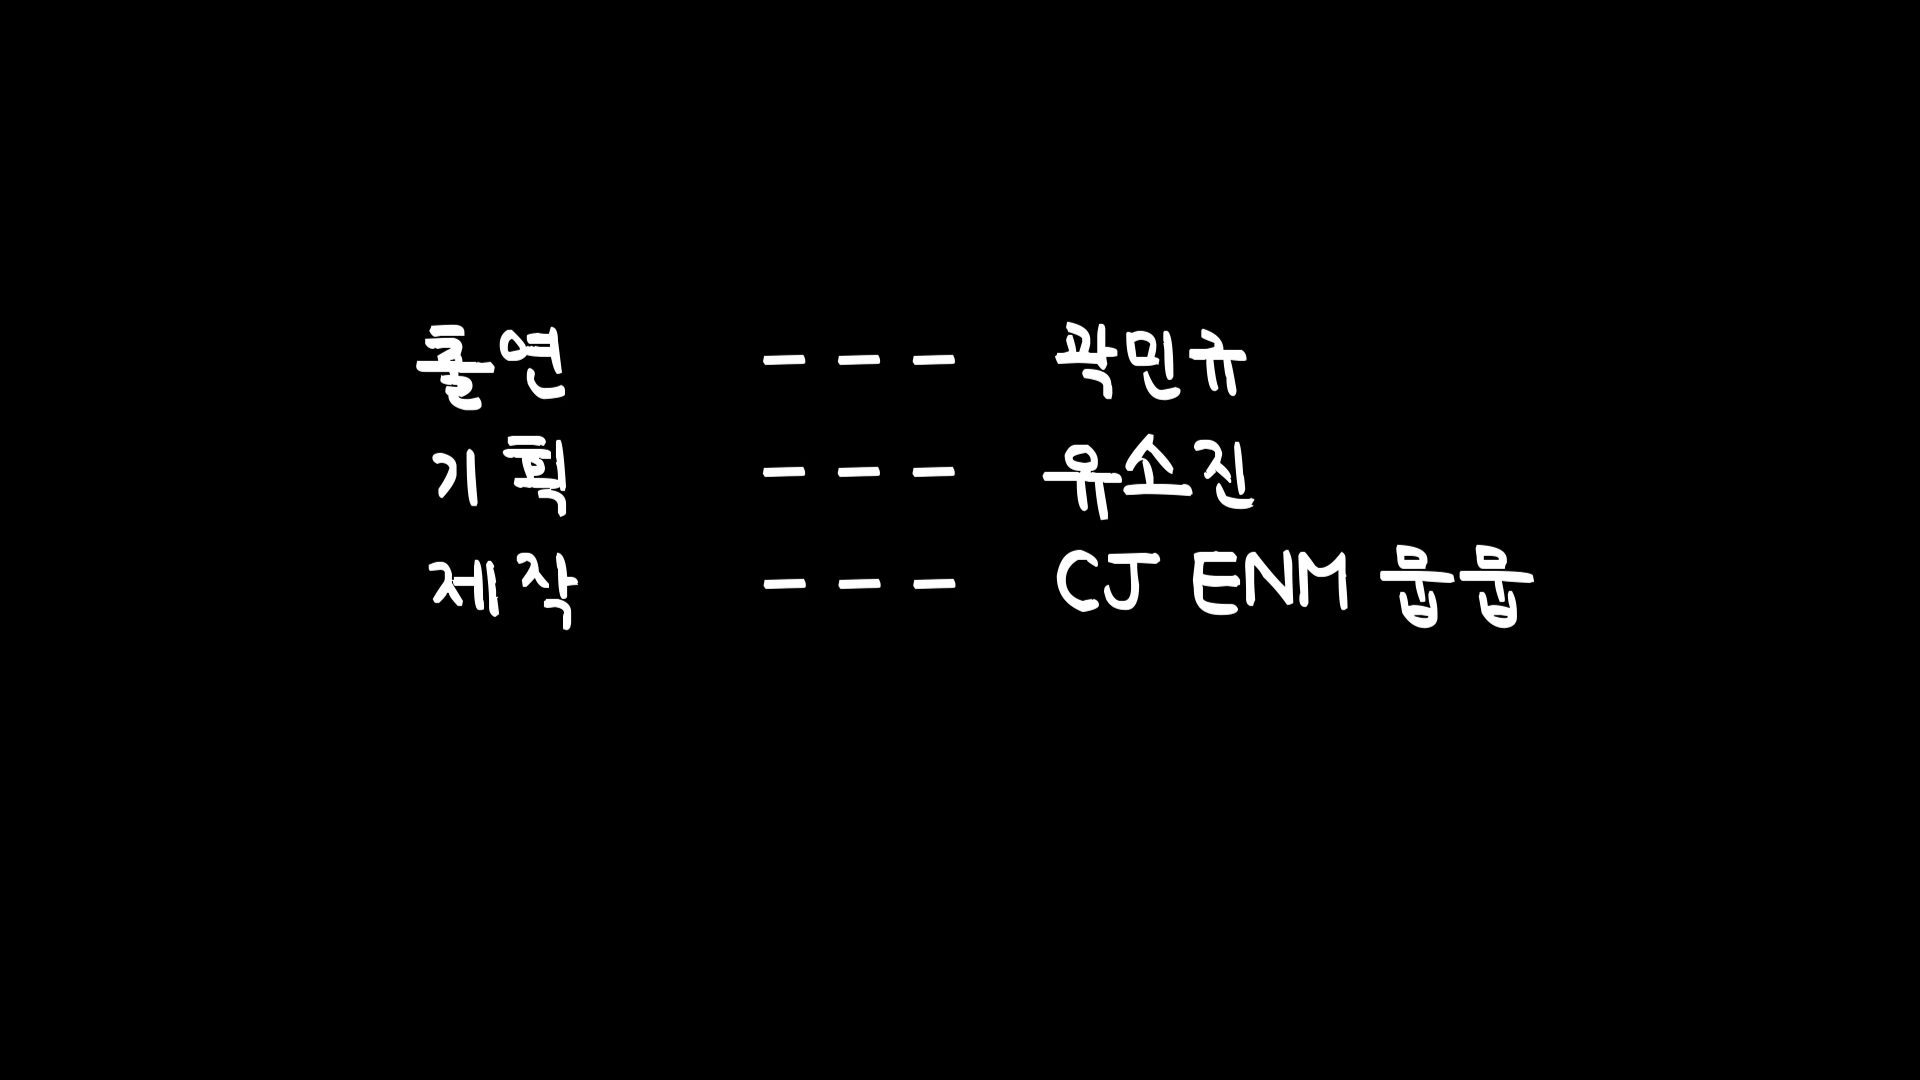 출연 --- 곽민규
기획 --- 유소진
제작 --- CJ ENM 뭅뭅